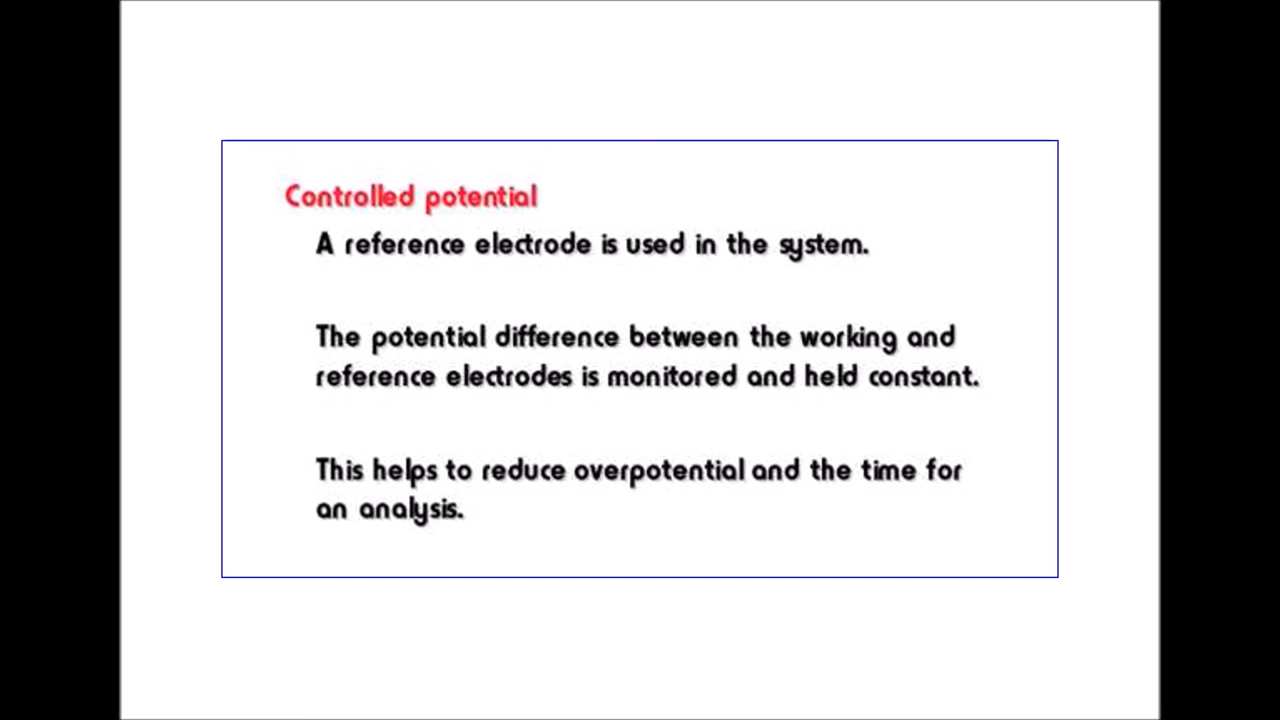 Controlled potential
A reference electrode is used in the system.
The potential difference between the working and
reference electrodes is monitored and held constant.
This helps to reduce overpotential and the time for
an analysis.